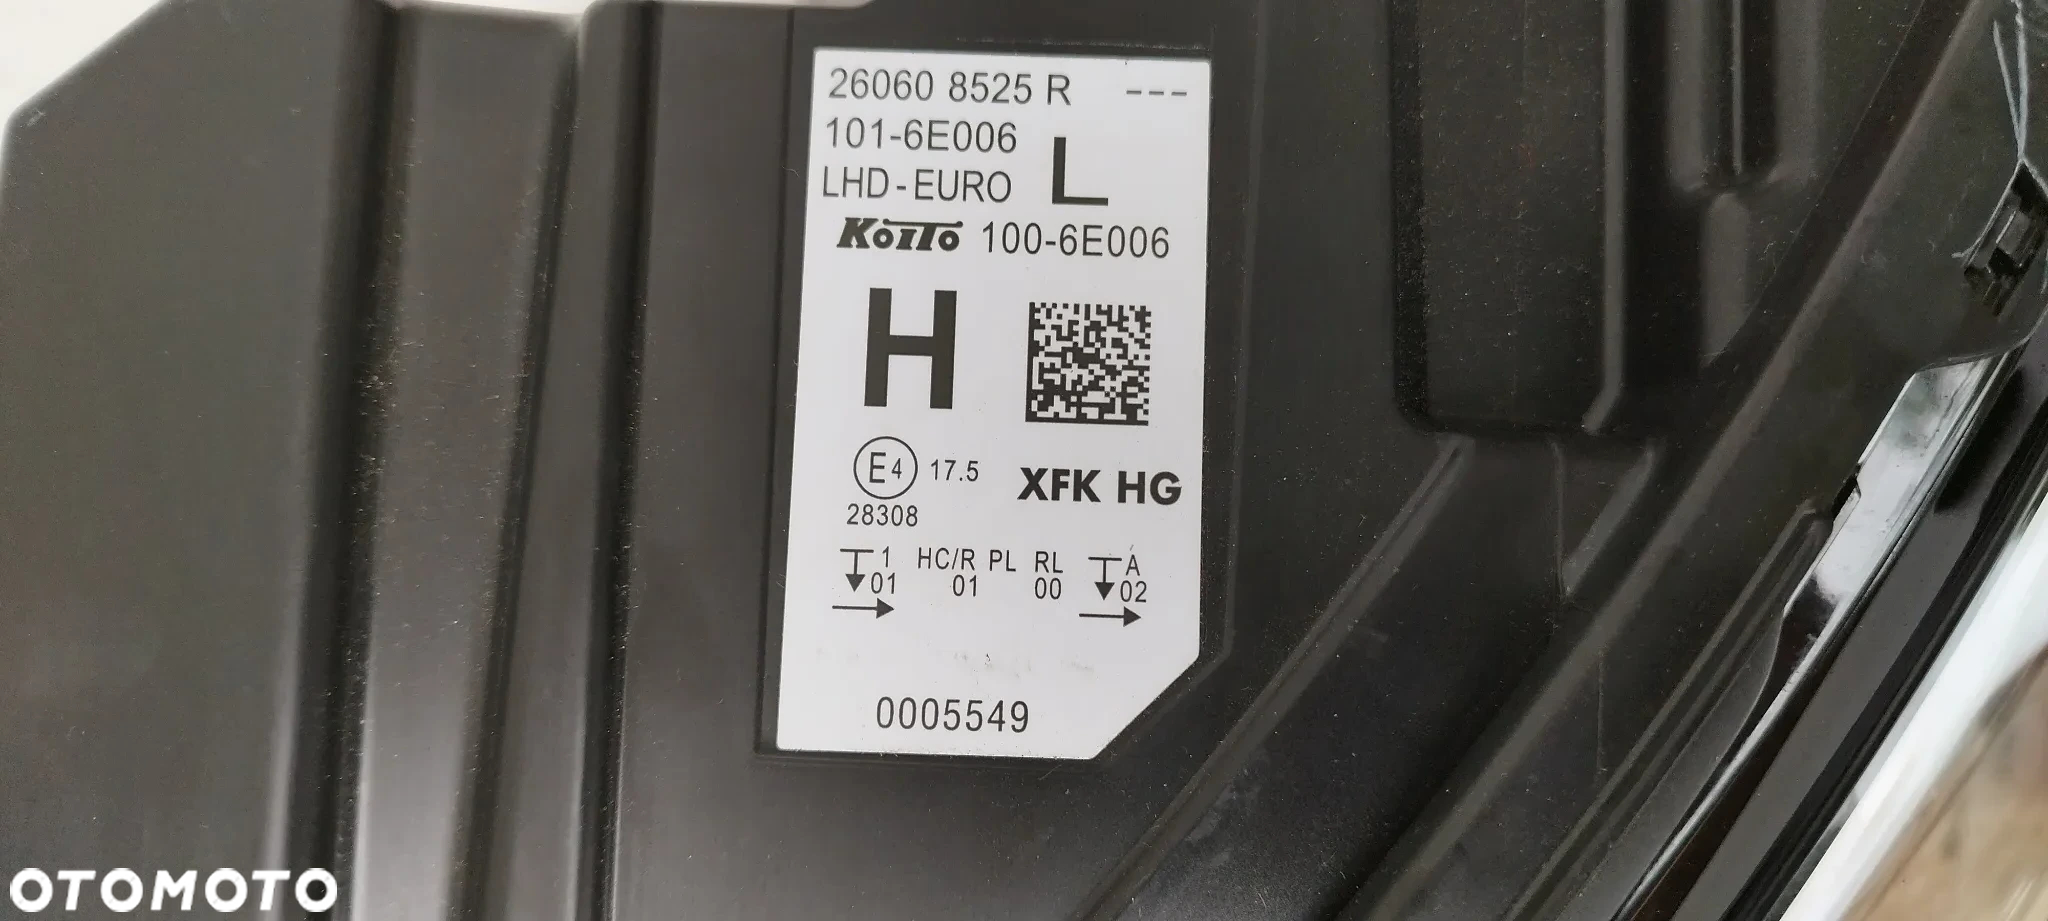 26060 8525 R ---
101-6E006
LHD-EURO L
KOITO 100-6E006
H
E4 17.5 XFK HG
28308
1 HC/R PL RL A
01 01 00 02
0005549
OTOMOTO